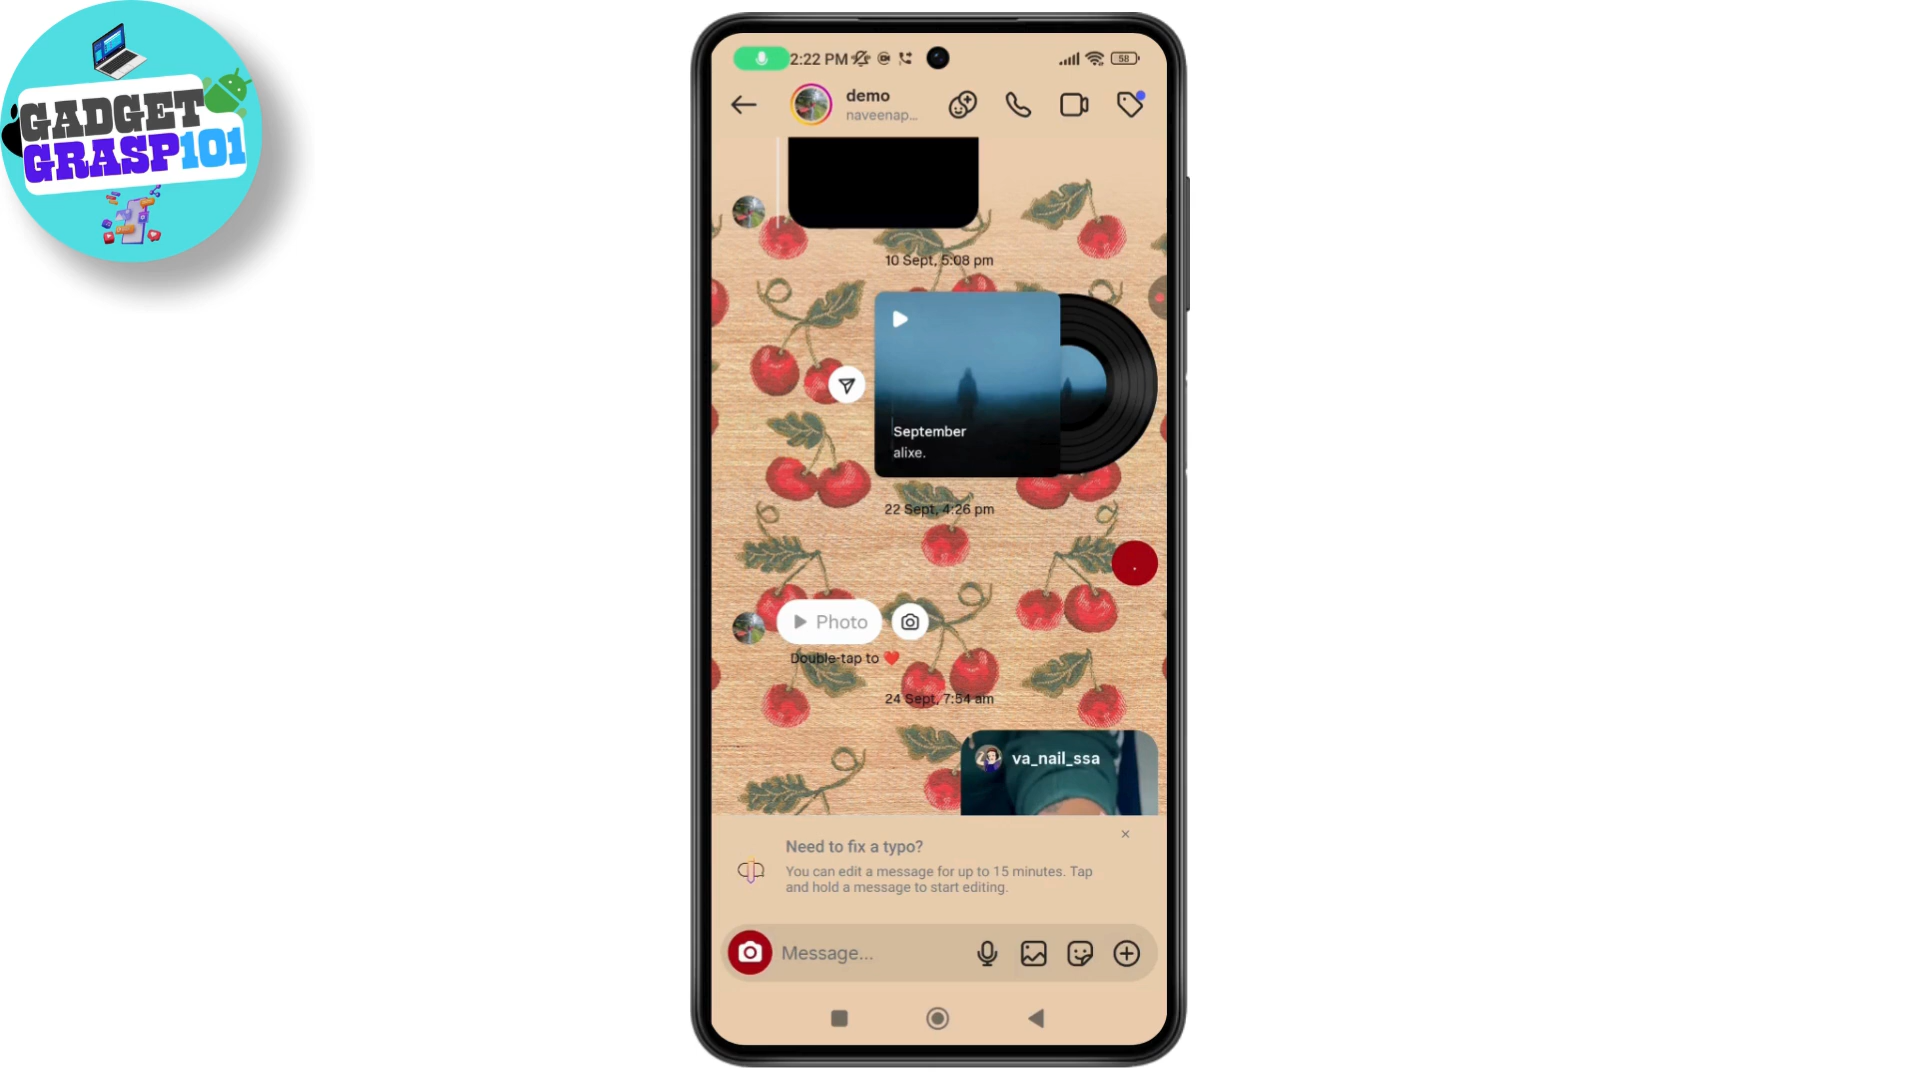 GADGET
GRASP101
2:22 PM
58
demo
naveenap...
10 Sept, 5:08 pm
September
alixe.
22 Sept, 4:26 pm
.
Photo
Double-tap to ❤️
24 Sept, 7:54 am
va_nail_ssa
Need to fix a typo?
You can edit a message for up to 15 minutes. Tap
and hold a message to start editing.
Message...